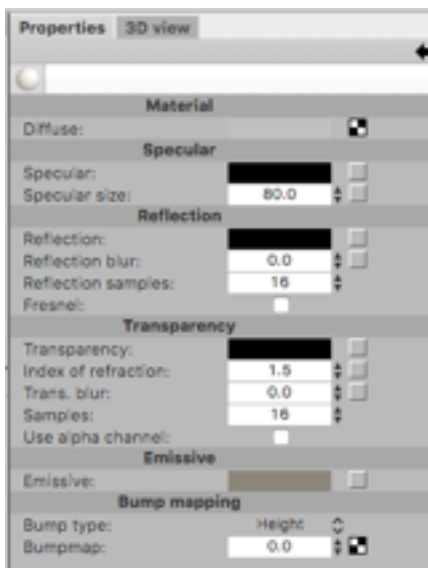 Properties 3D view
Material
Diffuse:
Specular
Specular:
Specular size: 80.0
Reflection
Reflection:
Reflection blur: 0.0
Reflection samples: 16
Fresnel:
Transparency
Transparency:
Index of refraction: 1.5
Trans. blur: 0.0
Samples: 16
Use alpha channel:
Emissive
Emissive:
Bump mapping
Bump type: Height
Bumpmap: 0.0